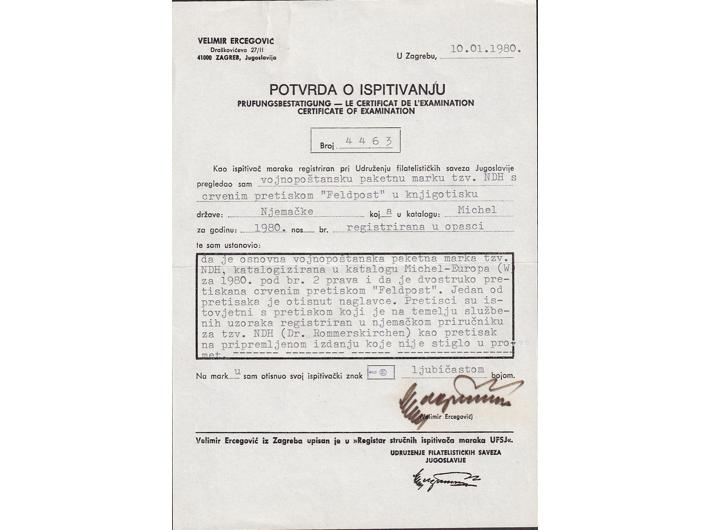 VELIMIR ERCEGOVIĆ
Draškovićeva 27/II
41000 ZAGREB, Jugoslavija
U Zagrebu, 10.01.1980.
POTVRDA O ISPITIVANJU
PRÜFUNGSBESTÄTIGUNG — LE CERTIFICAT DE L'EXAMINATION
CERTIFICATE OF EXAMINATION
Broj 4463
Kao ispitivač maraka registriran pri Udruženju filatelističkih saveza Jugoslavije
pregledao sam vojnopoštansku paketnu marku tzv. NDH s
crvenim pretiskom "Feldpost" u knjigotisku
države: Njemačke koj a u katalogu: Michel
za godinu: 1980. nos br. registrirana u opasci
te sam ustanovio:
da je osnovna vojnopoštanska paketna marka tzv.
NDH, katalogizirana u katalogu Michel-Europa (W)
za 1980. pod br. 2 prava i da je dvostruko pre-
tiskana crvenim pretiskom "Feldpost". Jedan od
pretisaka je otisnut naglavce. Pretisci su is-
tovjetni s pretiskom koji je na temelju službe-
nih uzoraka registriran u njemačkom priručniku
za tzv. NDH (Dr. Rommerskirchen) kao pretisak
na pripremljenom izdanju koje nije stiglo u pro-
met.
Na mark u sam otisnuo svoj ispitivački znak ljubičastom bojom.
(Velimir Ercegović)
Velimir Ercegović iz Zagreba upisan je u »Registar stručnih ispitivača maraka UFSJ«.
UDRUŽENJE FILATELISTIČKIH SAVEZA
JUGOSLAVIJE